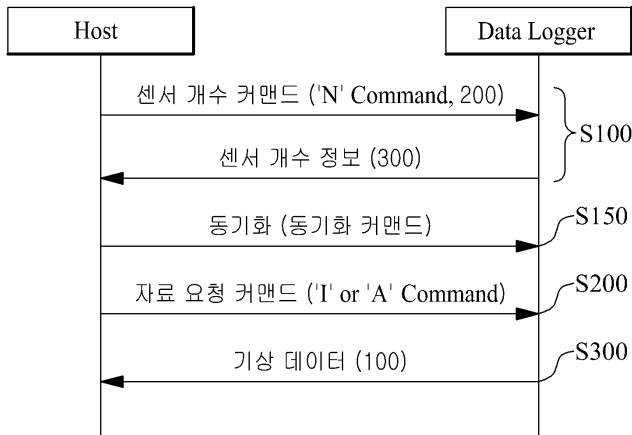 Host
Data Logger
센서 개수 커맨드 ('N' Command, 200)
S100
센서 개수 정보 (300)
S150
동기화 (동기화 커맨드)
S200
자료 요청 커맨드 ('I' or 'A' Command)
S300
기상 데이터 (100)